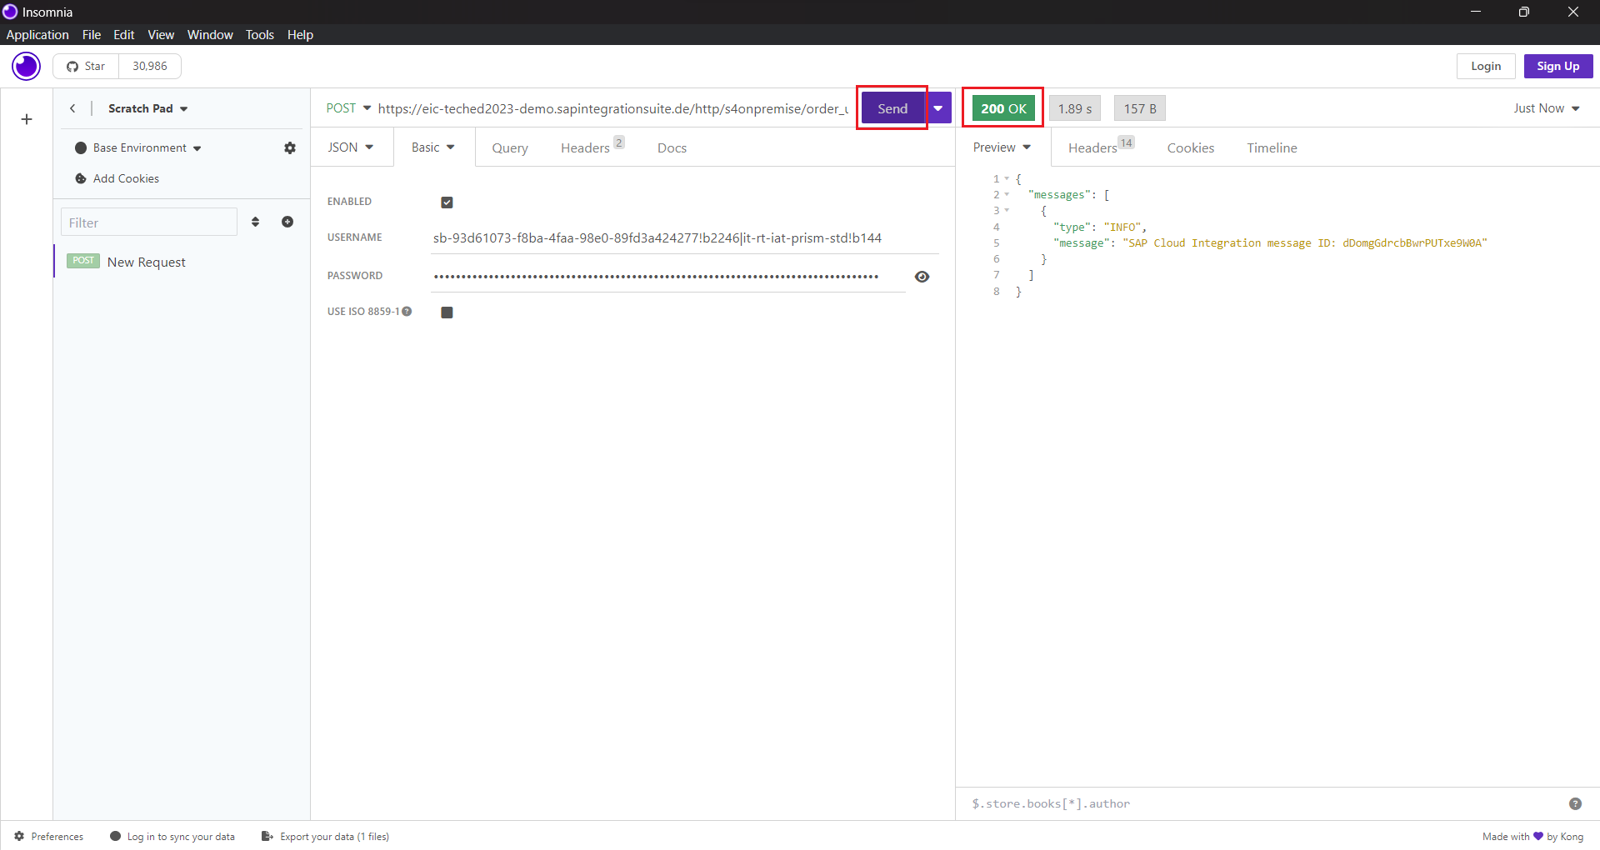 Insomnia
Application File Edit View Window Tools Help
Star 30,986 Login Sign Up
Scratch Pad
Base Environment
Add Cookies
Filter
POST New Request
POST https://eic-teched2023-demo.sapintegrationsuite.de/http/s4onpremise/order_u Send
JSON Basic Query Headers 2 Docs
ENABLED
USERNAME sb-93d61073-f8ba-4faa-98e0-89fd3a424277!b2246|it-rt-iat-prism-std!b144
PASSWORD ••••••••••••••••••••••••••••••••••••••••••••••••••••••••••••••••••••••••••••••••
USE ISO 8859-1
200 OK 1.89 s 157 B Just Now
Preview Headers 14 Cookies Timeline
1 {
2 "messages": [
3 {
4 "type": "INFO",
5 "message": "SAP Cloud Integration message ID: dDomgGdrcbBwrPUTxe9W0A"
6 }
7 ]
8 }
$.store.books[*].author
Preferences Log in to sync your data Export your data (1 files) Made with by Kong